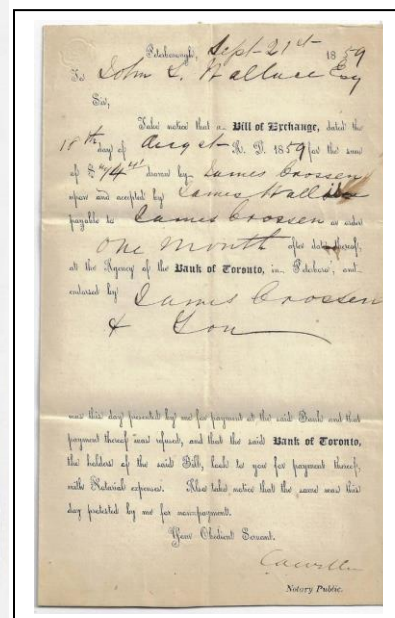 Peterborough, Sept 21st 1859
To John L. Wallace Esq
Sir,
Take notice that a Bill of Exchange, dated the
18th day of August A. D. 1859 for the sum
of $ drawn by James Crossen
upon and accepted by James Wallace
payable to James Crossen or order
One Month after date thereof,
at the Agency of the Bank of Toronto, in Peterboro, and
endorsed by James Crossen
& Son
was this day presented by me for payment at the said Bank and that
payment thereof was refused, and that the said Bank of Toronto,
the holders of the said Bill, look to you for payment thereof,
with Notarial expenses. Also take notice that the same was this
day protested by me for non-payment.
Your Obedient Servant.
Notary Public.